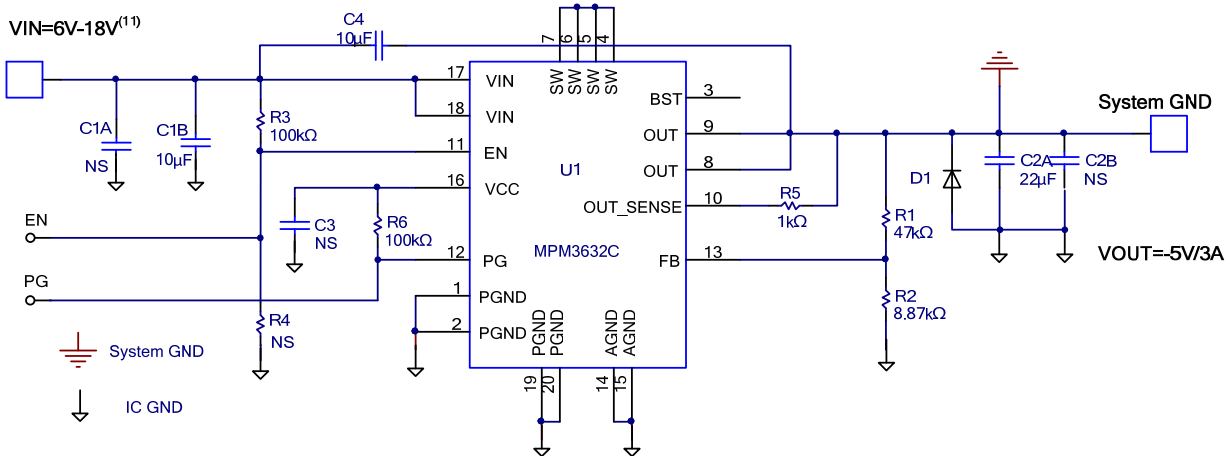 VIN=6V-18V(11)
C4
10μF
7
6
5
4
SW
SW
SW
SW
17
VIN
18
VIN
11
EN
16
VCC
12
PG
1
PGND
2
PGND
BST
3
OUT
9
OUT
8
OUT_SENSE
10
FB
13
U1
MPM3632C
PGND
PGND
AGND
AGND
19
20
14
15
C1A
NS
C1B
10μF
R3
100kΩ
C3
NS
R6
100kΩ
EN
PG
R4
NS
System GND
IC GND
R5
1kΩ
R1
47kΩ
R2
8.87kΩ
D1
C2A
22μF
C2B
NS
System GND
VOUT=-5V/3A